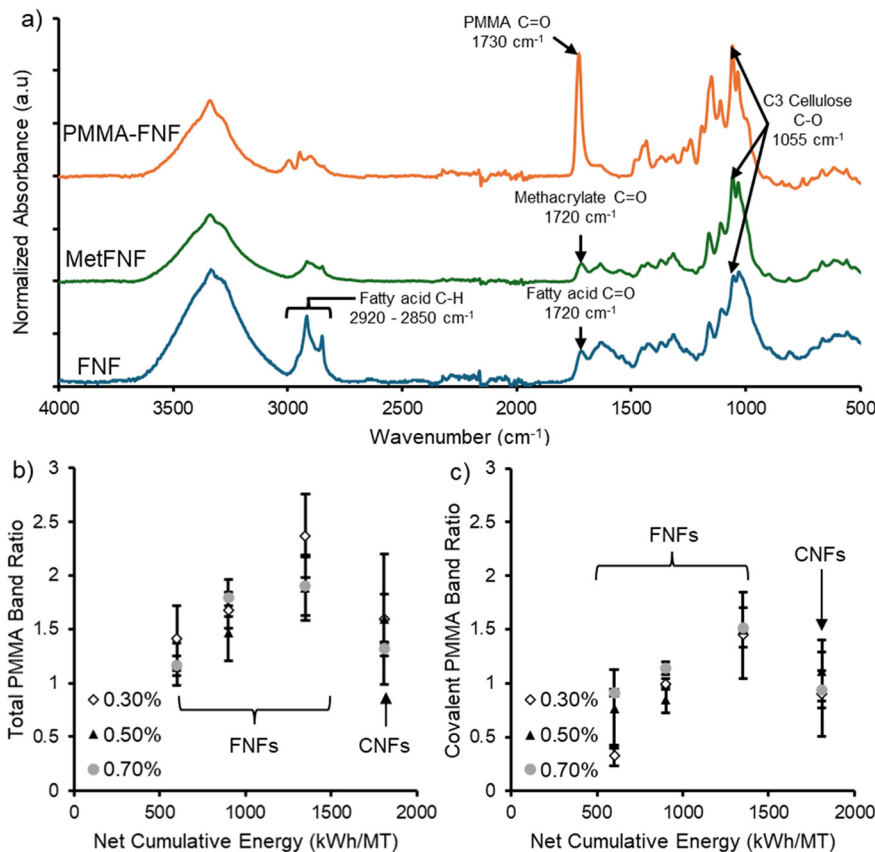 a)
Normalized Absorbance (a.u)
PMMA C=O
1730 cm⁻¹
PMMA-FNF
C3 Cellulose
C-O
1055 cm⁻¹
Methacrylate C=O
1720 cm⁻¹
MetFNF
Fatty acid C-H
2920 - 2850 cm⁻¹
Fatty acid C=O
1720 cm⁻¹
FNF
4000 3500 3000 2500 2000 1500 1000 500
Wavenumber (cm⁻¹)
b)
Total PMMA Band Ratio
3
2.5
2
1.5
1
0.5
0
0.30%
0.50%
0.70%
FNFs
CNFs
0 500 1000 1500 2000
Net Cumulative Energy (kWh/MT)
c)
Covalent PMMA Band Ratio
3
2.5
2
1.5
1
0.5
0
FNFs
CNFs
0.30%
0.50%
0.70%
0 500 1000 1500 2000
Net Cumulative Energy (kWh/MT)